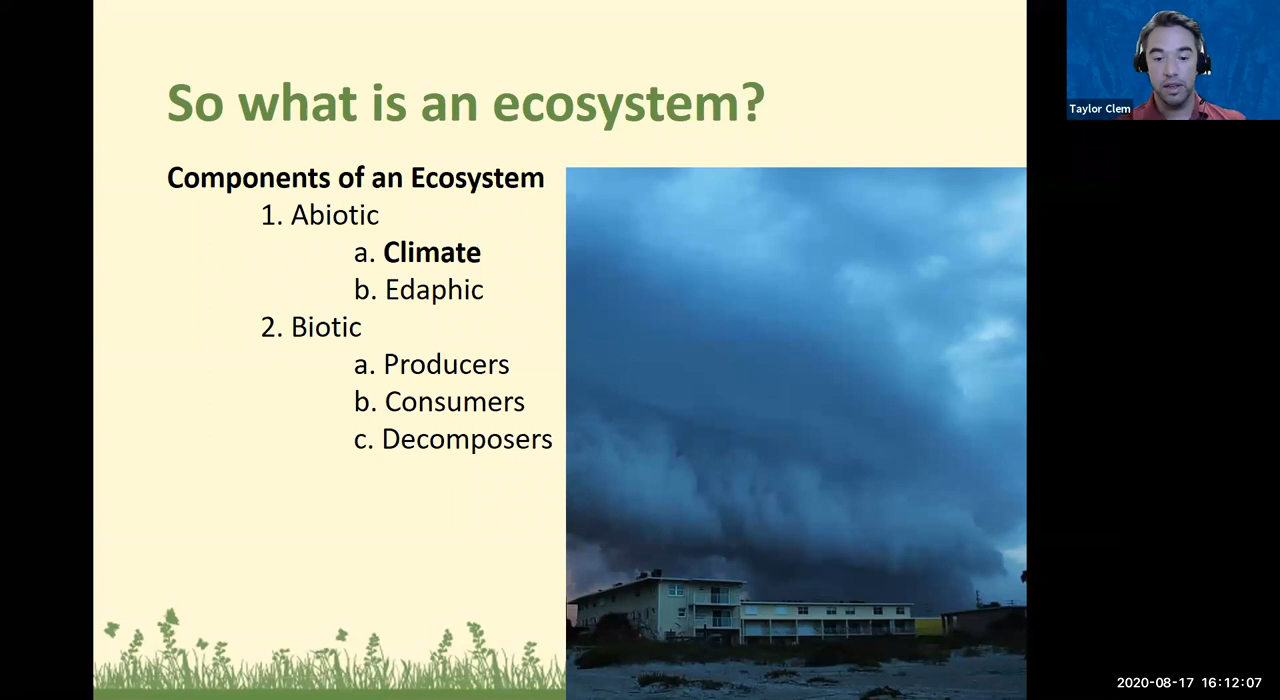 So what is an ecosystem?
Components of an Ecosystem
1. Abiotic
a. Climate
b. Edaphic
2. Biotic
a. Producers
b. Consumers
c. Decomposers
Taylor Clem
2020-08-17 16:12:07